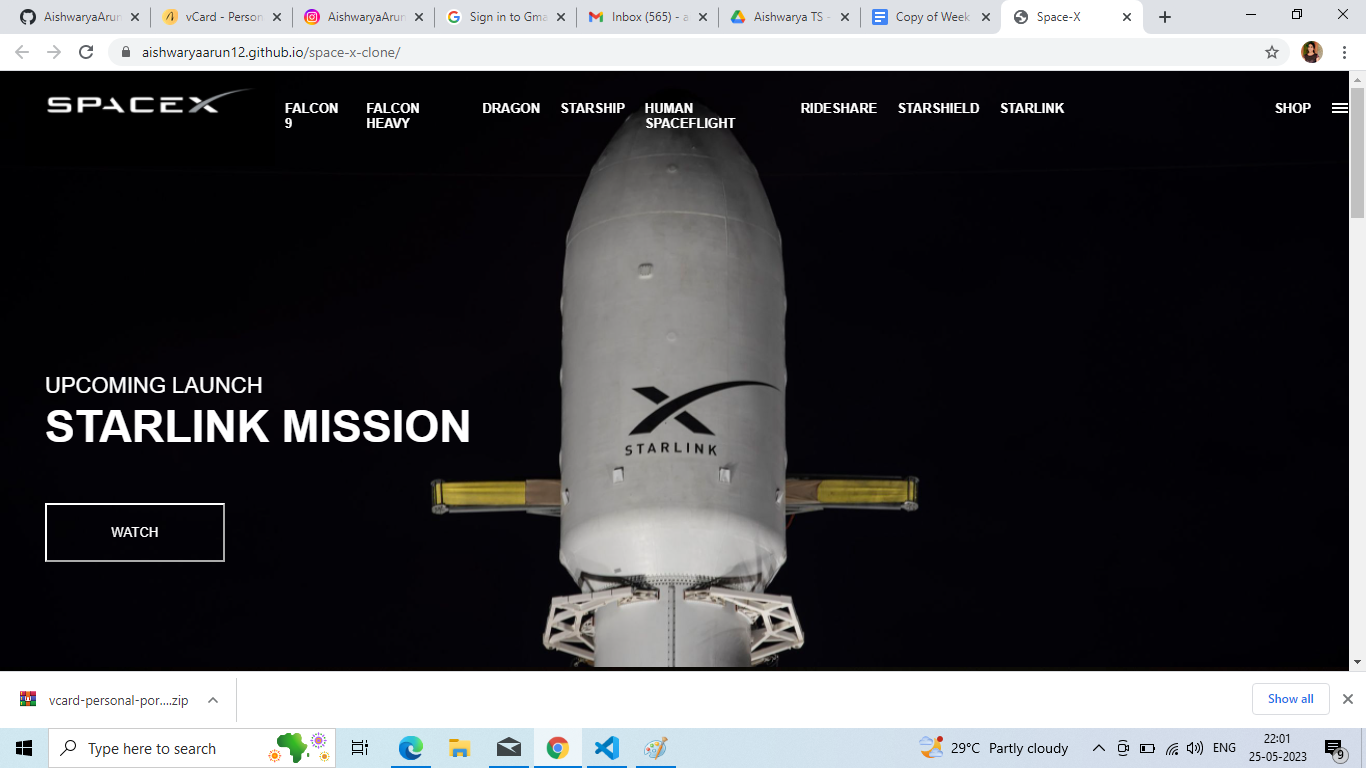 AishwaryaArun
vCard - Person
AishwaryaArun
Sign in to Gma
Inbox (565) - a
Aishwarya TS -
Copy of Week
Space-X
aishwaryaarun12.github.io/space-x-clone/
SPACEX
FALCON
9
FALCON
HEAVY
DRAGON
STARSHIP
HUMAN
SPACEFLIGHT
RIDESHARE
STARSHIELD
STARLINK
SHOP
UPCOMING LAUNCH
STARLINK MISSION
STARLINK
WATCH
vcard-personal-por....zip
Show all
Type here to search
29°C Partly cloudy
ENG
22:01
25-05-2023
9